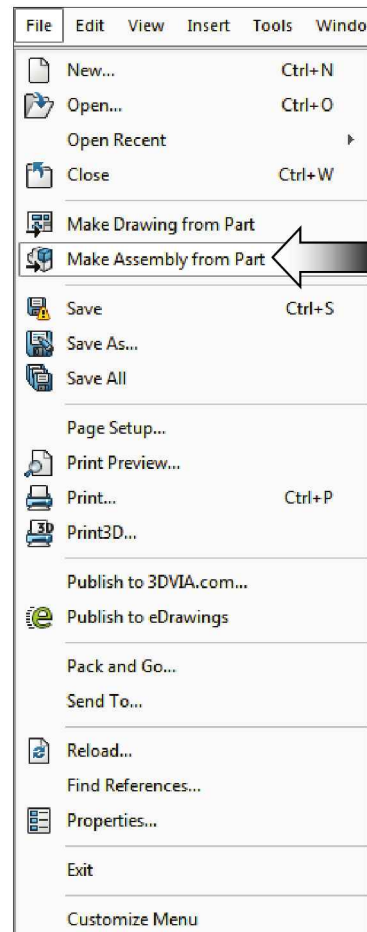 File Edit View Insert Tools Windo
New... Ctrl+N
Open... Ctrl+O
Open Recent
Close Ctrl+W
Make Drawing from Part
Make Assembly from Part
Save Ctrl+S
Save As...
Save All
Page Setup...
Print Preview...
Print... Ctrl+P
3D Print3D...
Publish to 3DVIA.com...
Publish to eDrawings
Pack and Go...
Send To...
Reload...
Find References...
Properties...
Exit
Customize Menu